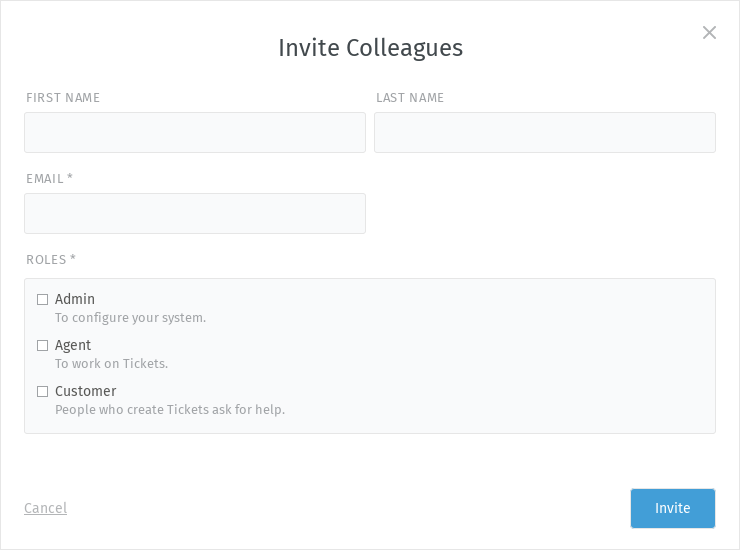 Invite Colleagues
FIRST NAME
LAST NAME
EMAIL *
ROLES *
Admin
To configure your system.
Agent
To work on Tickets.
Customer
People who create Tickets ask for help.
Cancel
Invite